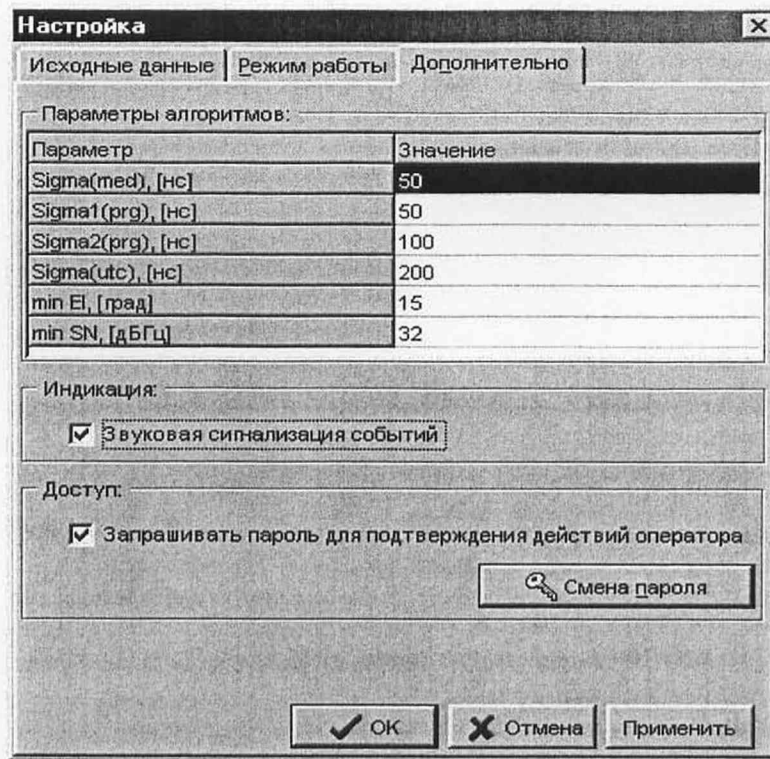 Настройка
Исходные данные Режим работы Дополнительно
Параметры алгоритмов:
Параметр Значение
Sigma(med), [нс] 50
Sigma1(prg), [нс] 50
Sigma2(prg), [нс] 100
Sigma(utc), [нс] 200
min El, [град] 15
min SN, [дБГц] 32
Индикация:
Звуковая сигнализация событий
Доступ:
Запрашивать пароль для подтверждения действий оператора
Смена пароля
OK Отмена Применить